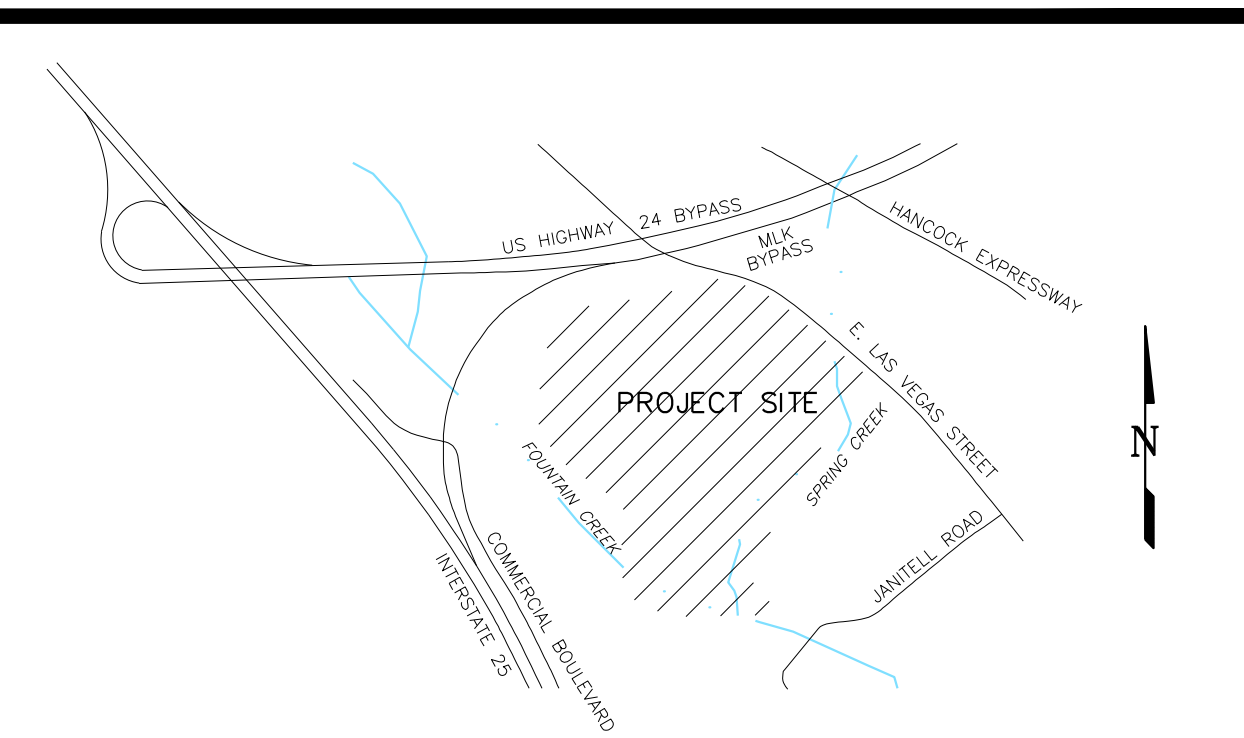 US HIGHWAY 24 BYPASS
MLK
BYPASS
HANCOCK EXPRESSWAY
E. LAS VEGAS STREET
PROJECT SITE
N
FOUNTAIN CREEK
SPRING CREEK
JANITELL ROAD
COMMERCIAL BOULEVARD
INTERSTATE 25